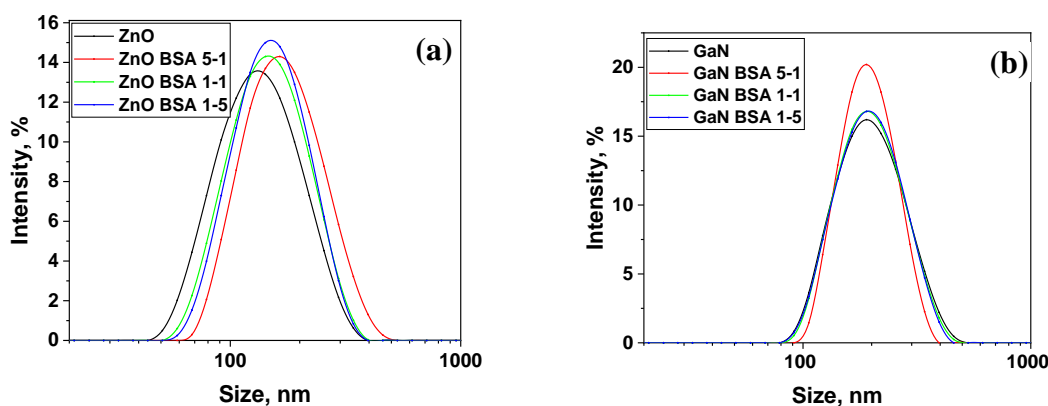 16
14
12
10
8
6
4
2
0
Intensity, %
ZnO
ZnO BSA 5-1
ZnO BSA 1-1
ZnO BSA 1-5
(a)
100
1000
Size, nm
20
15
10
5
0
Intensity, %
GaN
GaN BSA 5-1
GaN BSA 1-1
GaN BSA 1-5
(b)
100
1000
Size, nm